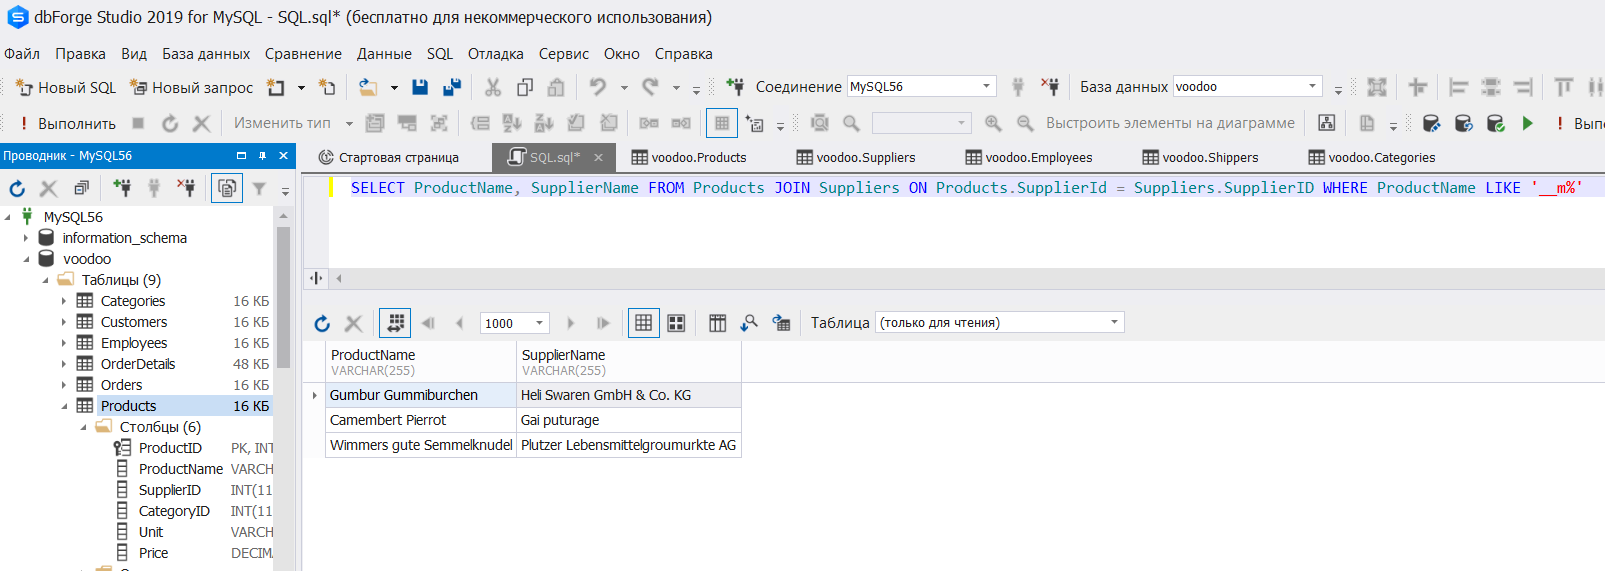 dbForge Studio 2019 for MySQL - SQL.sql* (бесплатно для некоммерческого использования)
Файл Правка Вид База данных Сравнение Данные SQL Отладка Сервис Окно Справка
Новый SQL Новый запрос Соединение MySQL56 База данных voodoo
Выполнить Изменить тип Выстроить элементы на диаграмме
Проводник - MySQL56
Стартовая страница SQL.sql* voodoo.Products voodoo.Suppliers voodoo.Employees voodoo.Shippers voodoo.Categories
SELECT ProductName, SupplierName FROM Products JOIN Suppliers ON Products.SupplierId = Suppliers.SupplierID WHERE ProductName LIKE '__m%'
MySQL56
information_schema
voodoo
Таблицы (9)
Categories 16 КБ
Customers 16 КБ
Employees 16 КБ
OrderDetails 48 КБ
Orders 16 КБ
Products 16 КБ
Столбцы (6)
ProductID PK, INT
ProductName VARCH
SupplierID INT(11
CategoryID INT(11
Unit VARCH
Price DECIM
1000 Таблица (только для чтения)
ProductName SupplierName
VARCHAR(255) VARCHAR(255)
Gumbur Gummiburchen Heli Swaren GmbH & Co. KG
Camembert Pierrot Gai puturage
Wimmers gute Semmelknudel Plutzer Lebensmittelgroumurkte AG